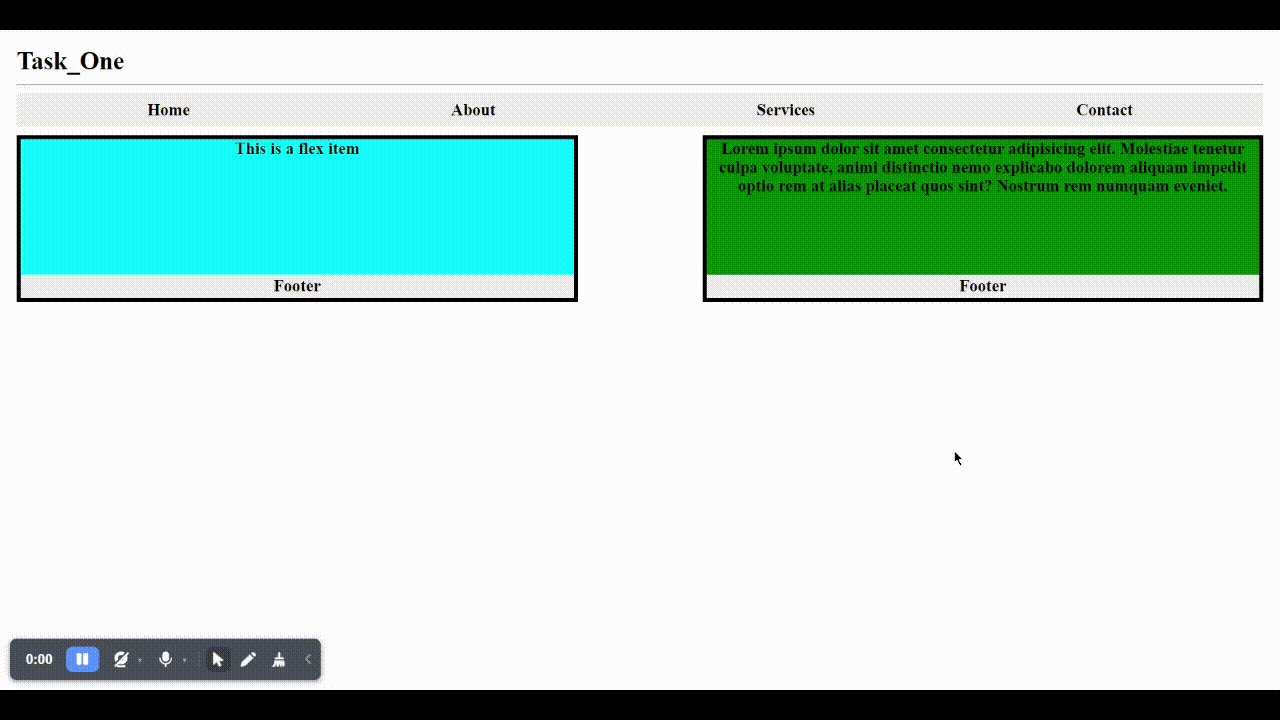 Task_One
Home About Services Contact
This is a flex item
Footer
Lorem ipsum dolor sit amet consectetur adipisicing elit. Molestiae tenetur
culpa voluptate, animi distinctio nemo explicabo dolorem aliquam impedit
optio rem at alias placeat quos sint? Nostrum rem numquam eveniet.
Footer
0:00